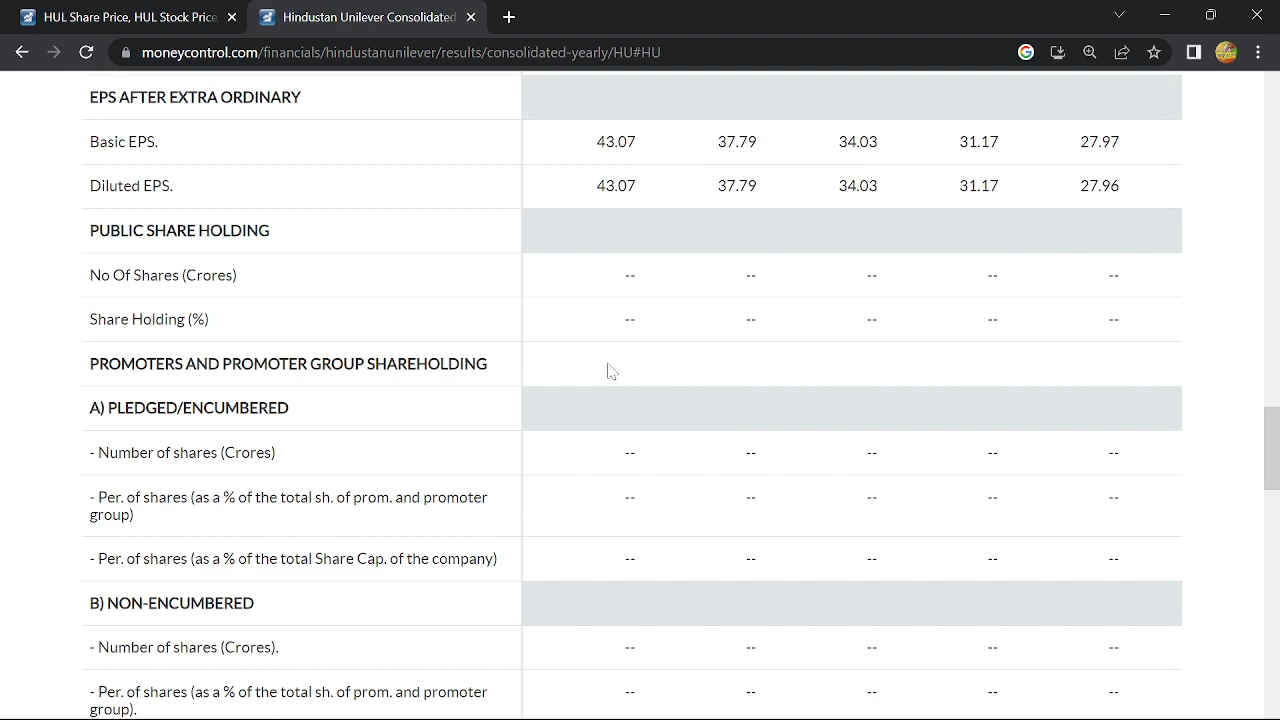 HUL Share Price, HUL Stock Price
Hindustan Unilever Consolidated
moneycontrol.com/financials/hindustanunilever/results/consolidated-yearly/HU#HU
EPS AFTER EXTRA ORDINARY
Basic EPS. 43.07 37.79 34.03 31.17 27.97
Diluted EPS. 43.07 37.79 34.03 31.17 27.96
PUBLIC SHARE HOLDING
No Of Shares (Crores) -- -- -- -- --
Share Holding (%) -- -- -- -- --
PROMOTERS AND PROMOTER GROUP SHAREHOLDING
A) PLEDGED/ENCUMBERED
- Number of shares (Crores) -- -- -- -- --
- Per. of shares (as a % of the total sh. of prom. and promoter -- -- -- -- --
group)
- Per. of shares (as a % of the total Share Cap. of the company) -- -- -- -- --
B) NON-ENCUMBERED
- Number of shares (Crores). -- -- -- -- --
- Per. of shares (as a % of the total sh. of prom. and promoter -- -- -- -- --
group).